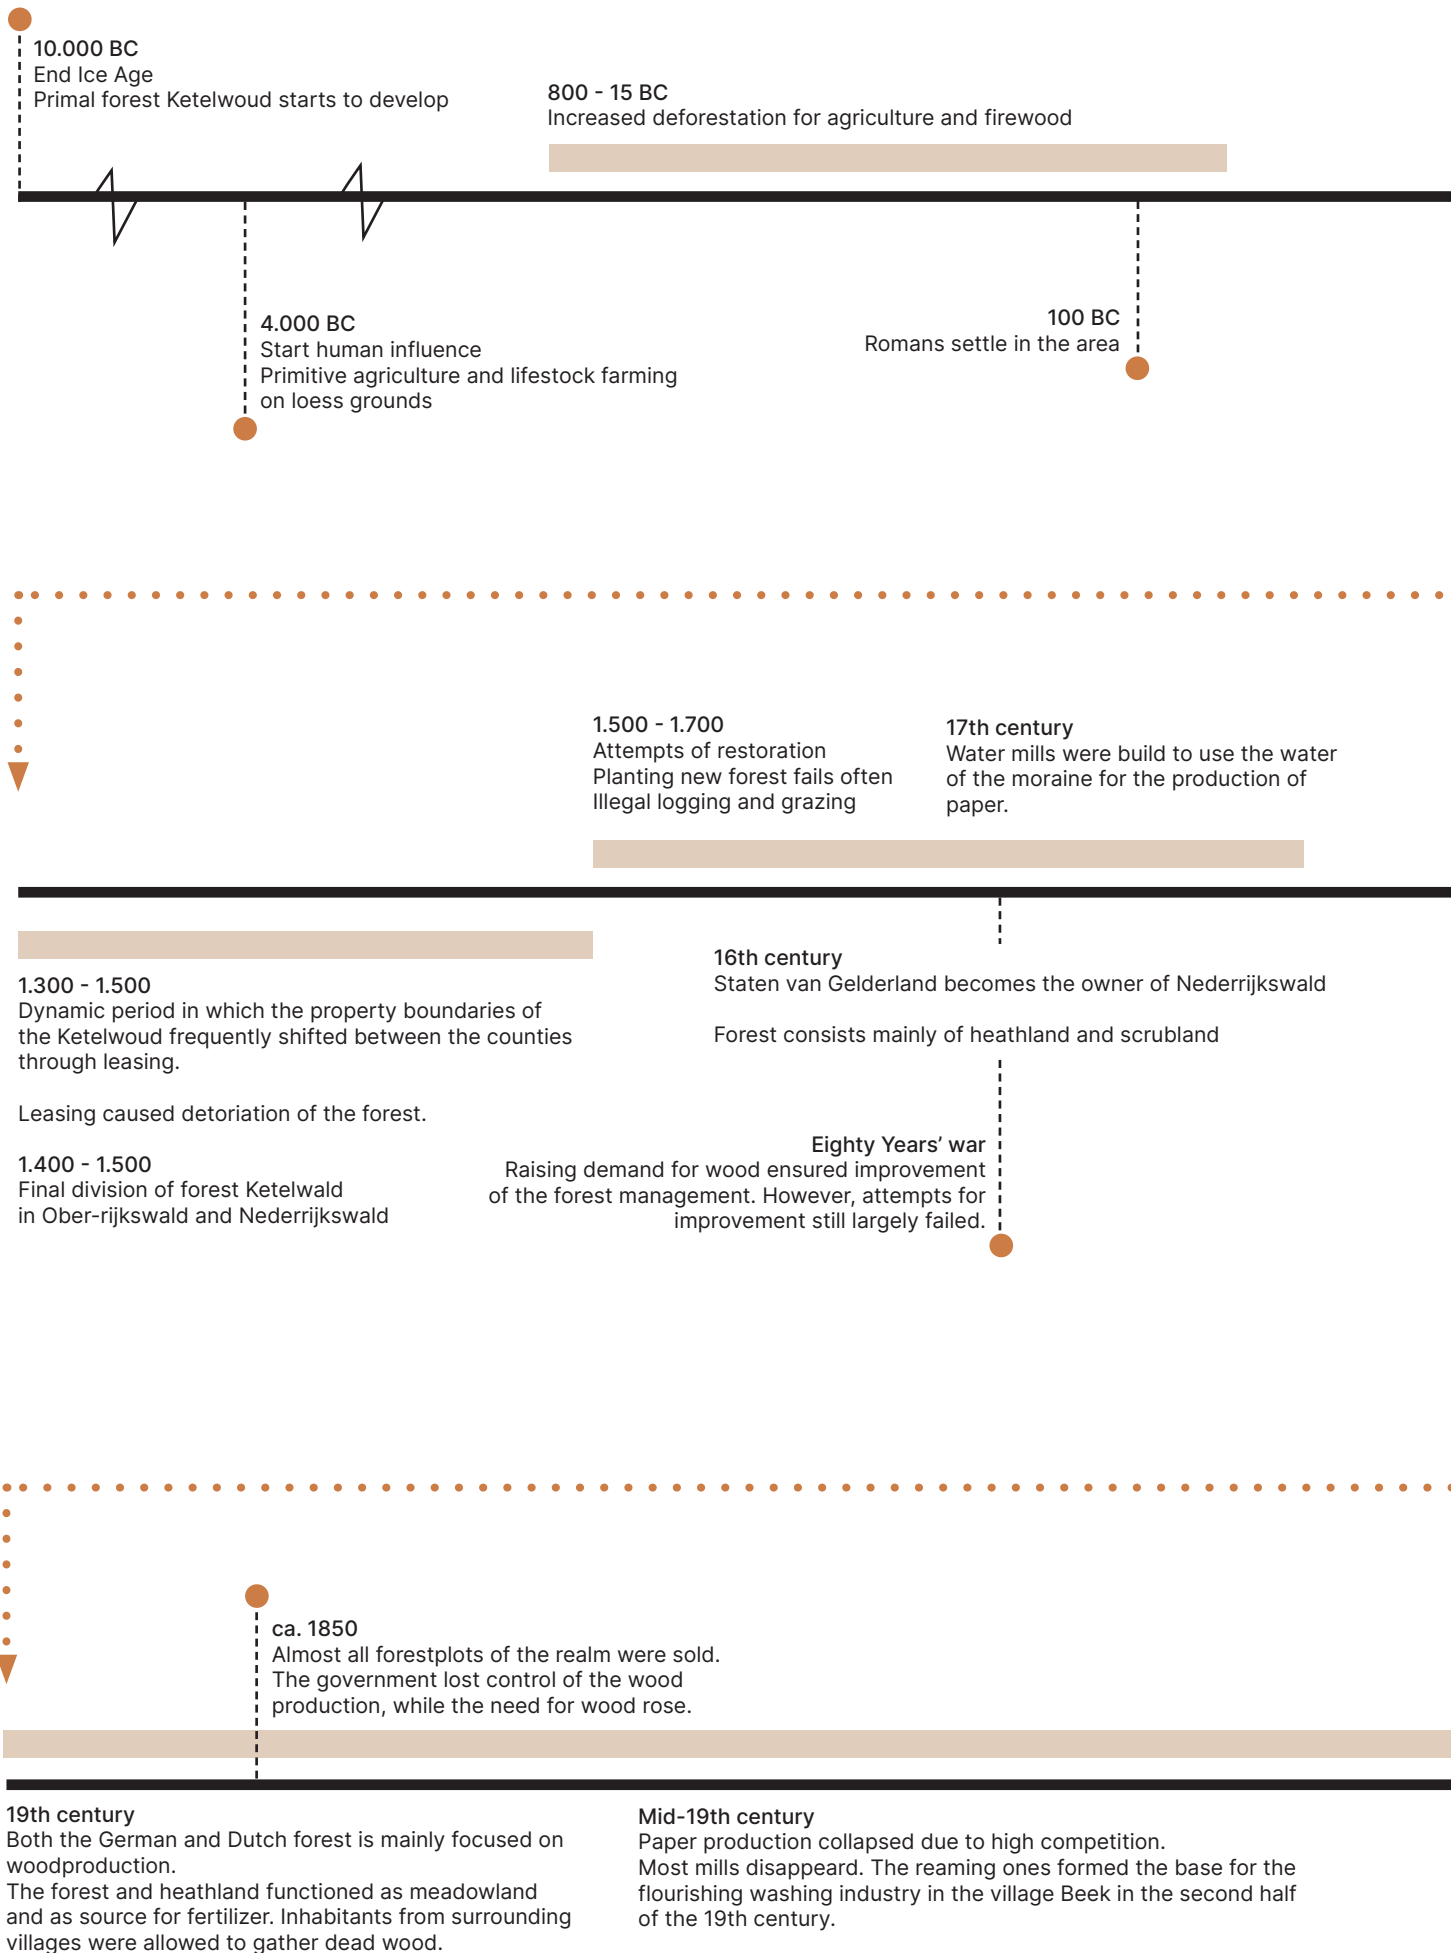 10.000 BC
End Ice Age
Primal forest Ketelwoud starts to develop
800 - 15 BC
Increased deforestation for agriculture and firewood
4.000 BC
Start human influence
Primitive agriculture and lifestock farming
on loess grounds
100 BC
Romans settle in the area
1.500 - 1.700
Attempts of restoration
Planting new forest fails often
Illegal logging and grazing
17th century
Water mills were build to use the water
of the moraine for the production of
paper.
1.300 - 1.500
Dynamic period in which the property boundaries of
the Ketelwoud frequently shifted between the counties
through leasing.
Leasing caused detoriation of the forest.
1.400 - 1.500
Final division of forest Ketelwald
in Ober-rijkswald and Nederrijkswald
16th century
Staten van Gelderland becomes the owner of Nederrijkswald
Forest consists mainly of heathland and scrubland
Eighty Years’ war
Raising demand for wood ensured improvement
of the forest management. However, attempts for
improvement still largely failed.
ca. 1850
Almost all forestplots of the realm were sold.
The government lost control of the wood
production, while the need for wood rose.
19th century
Both the German and Dutch forest is mainly focused on
woodproduction.
The forest and heathland functioned as meadowland
and as source for fertilizer. Inhabitants from surrounding
villages were allowed to gather dead wood.
Mid-19th century
Paper production collapsed due to high competition.
Most mills disappeard. The reaming ones formed the base for the
flourishing washing industry in the village Beek in the second half
of the 19th century.